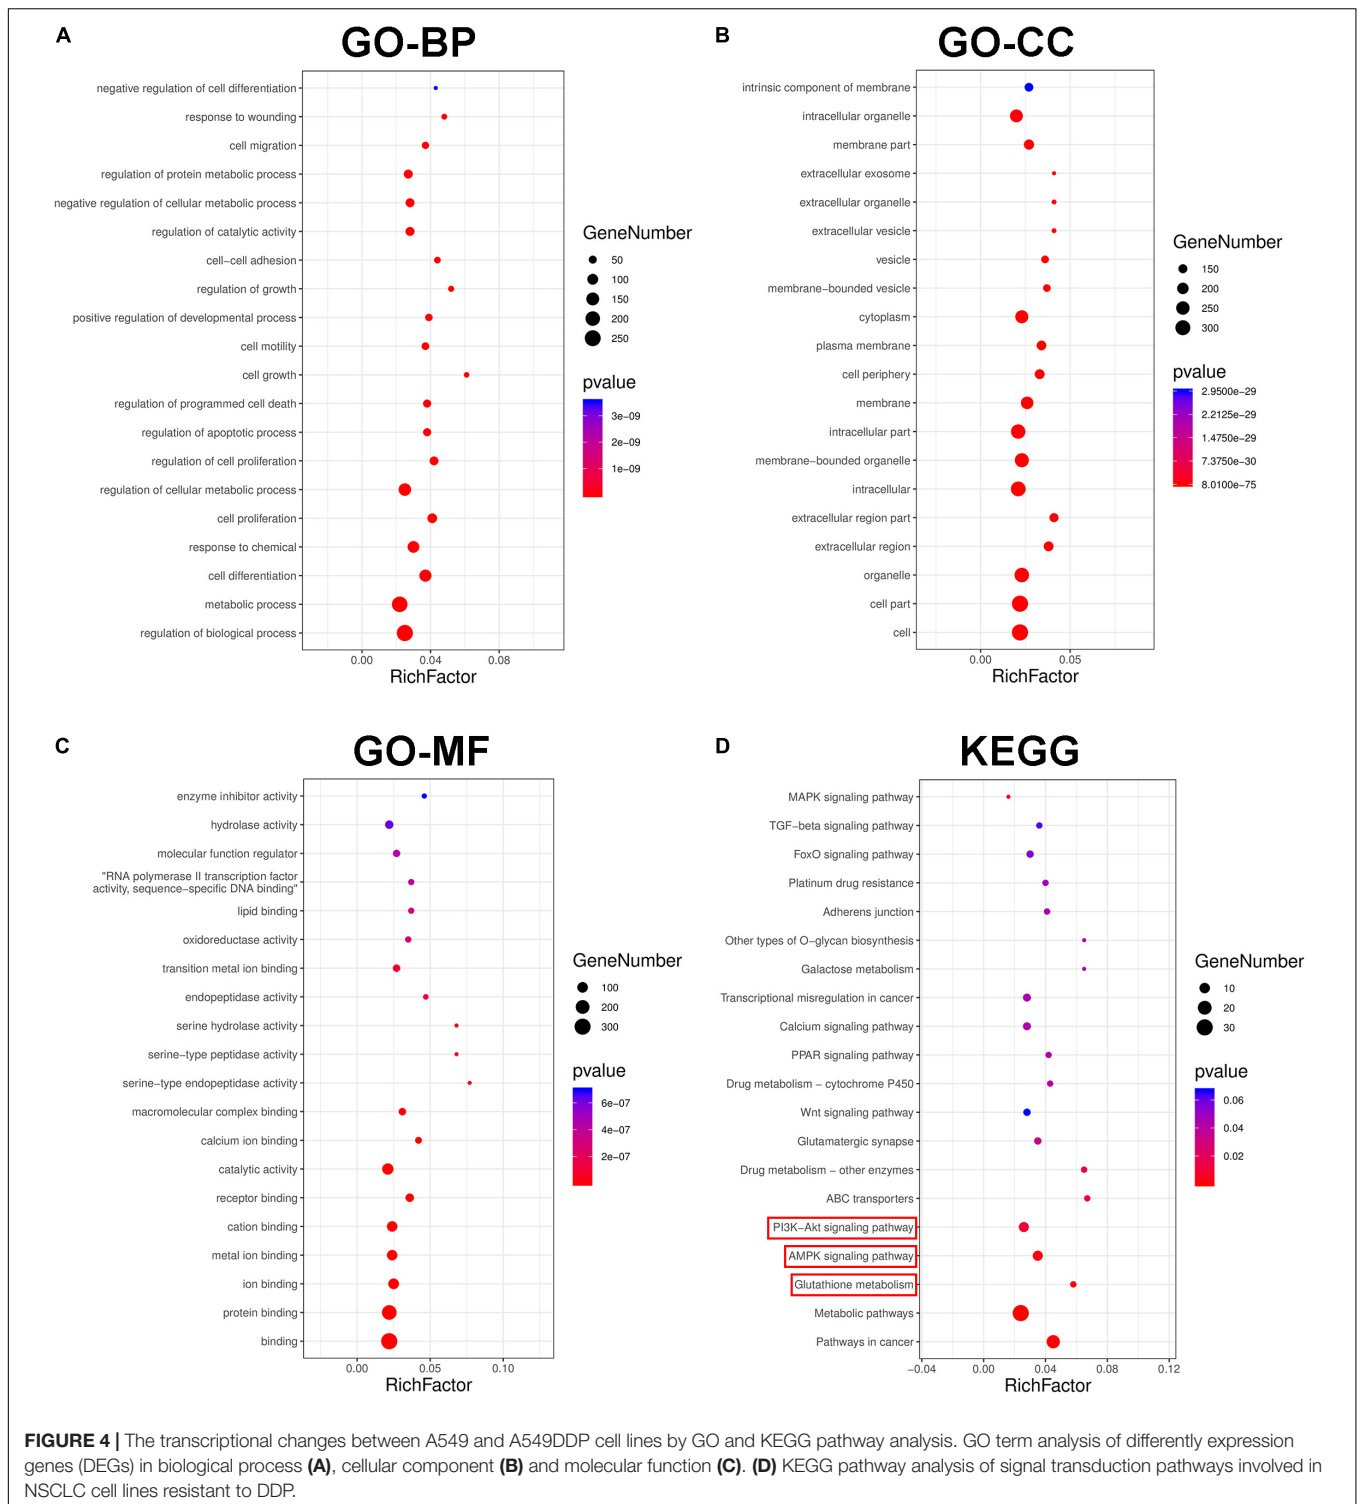 A
GO-BP
negative regulation of cell differentiation
response to wounding
cell migration
regulation of protein metabolic process
negative regulation of cellular metabolic process
regulation of catalytic activity
cell−cell adhesion
regulation of growth
positive regulation of developmental process
cell motility
cell growth
regulation of programmed cell death
regulation of apoptotic process
regulation of cell proliferation
regulation of cellular metabolic process
cell proliferation
response to chemical
cell differentiation
metabolic process
regulation of biological process
0.00 0.04 0.08
RichFactor
GeneNumber
50
100
150
200
250
pvalue
3e−09
2e−09
1e−09
B
GO-CC
intrinsic component of membrane
intracellular organelle
membrane part
extracellular exosome
extracellular organelle
extracellular vesicle
vesicle
membrane−bounded vesicle
cytoplasm
plasma membrane
cell periphery
membrane
intracellular part
membrane−bounded organelle
intracellular
extracellular region part
extracellular region
organelle
cell part
cell
0.00 0.05
RichFactor
GeneNumber
150
200
250
300
pvalue
2.9500e−29
2.2125e−29
1.4750e−29
7.3750e−30
8.0100e−75
C
GO-MF
enzyme inhibitor activity
hydrolase activity
molecular function regulator
"RNA polymerase II transcription factor
activity, sequence−specific DNA binding"
lipid binding
oxidoreductase activity
transition metal ion binding
endopeptidase activity
serine hydrolase activity
serine−type peptidase activity
serine−type endopeptidase activity
macromolecular complex binding
calcium ion binding
catalytic activity
receptor binding
cation binding
metal ion binding
ion binding
protein binding
binding
0.00 0.05 0.10
RichFactor
GeneNumber
100
200
300
pvalue
6e−07
4e−07
2e−07
D
KEGG
MAPK signaling pathway
TGF−beta signaling pathway
FoxO signaling pathway
Platinum drug resistance
Adherens junction
Other types of O−glycan biosynthesis
Galactose metabolism
Transcriptional misregulation in cancer
Calcium signaling pathway
PPAR signaling pathway
Drug metabolism − cytochrome P450
Wnt signaling pathway
Glutamatergic synapse
Drug metabolism − other enzymes
ABC transporters
PI3K−Akt signaling pathway
AMPK signaling pathway
Glutathione metabolism
Metabolic pathways
Pathways in cancer
−0.04 0.00 0.04 0.08 0.12
RichFactor
GeneNumber
10
20
30
pvalue
0.06
0.04
0.02
FIGURE 4 | The transcriptional changes between A549 and A549DDP cell lines by GO and KEGG pathway analysis. GO term analysis of differently expression
genes (DEGs) in biological process (A), cellular component (B) and molecular function (C). (D) KEGG pathway analysis of signal transduction pathways involved in
NSCLC cell lines resistant to DDP.